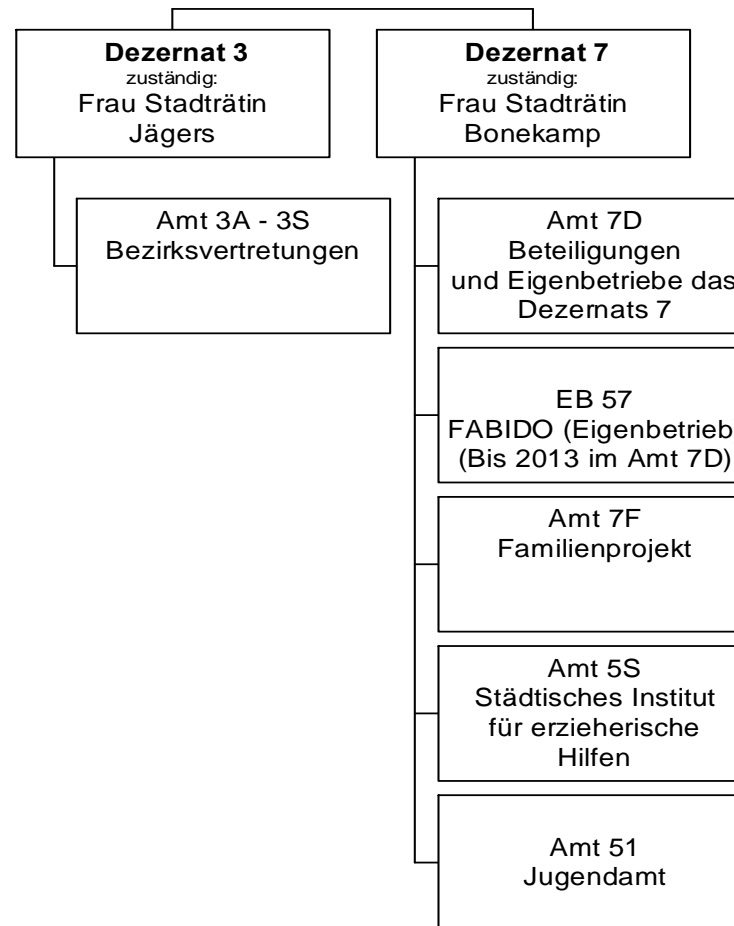 Dezernat 3
zuständig:
Frau Stadträtin
Jägers
Dezernat 7
zuständig:
Frau Stadträtin
Bonekamp
Amt 3A - 3S
Bezirksvertretungen
Amt 7D
Beteiligungen
und Eigenbetriebe das
Dezernats 7
EB 57
FABIDO (Eigenbetrieb
(Bis 2013 im Amt 7D)
Amt 7F
Familienprojekt
Amt 5S
Städtisches Institut
für erzieherische
Hilfen
Amt 51
Jugendamt